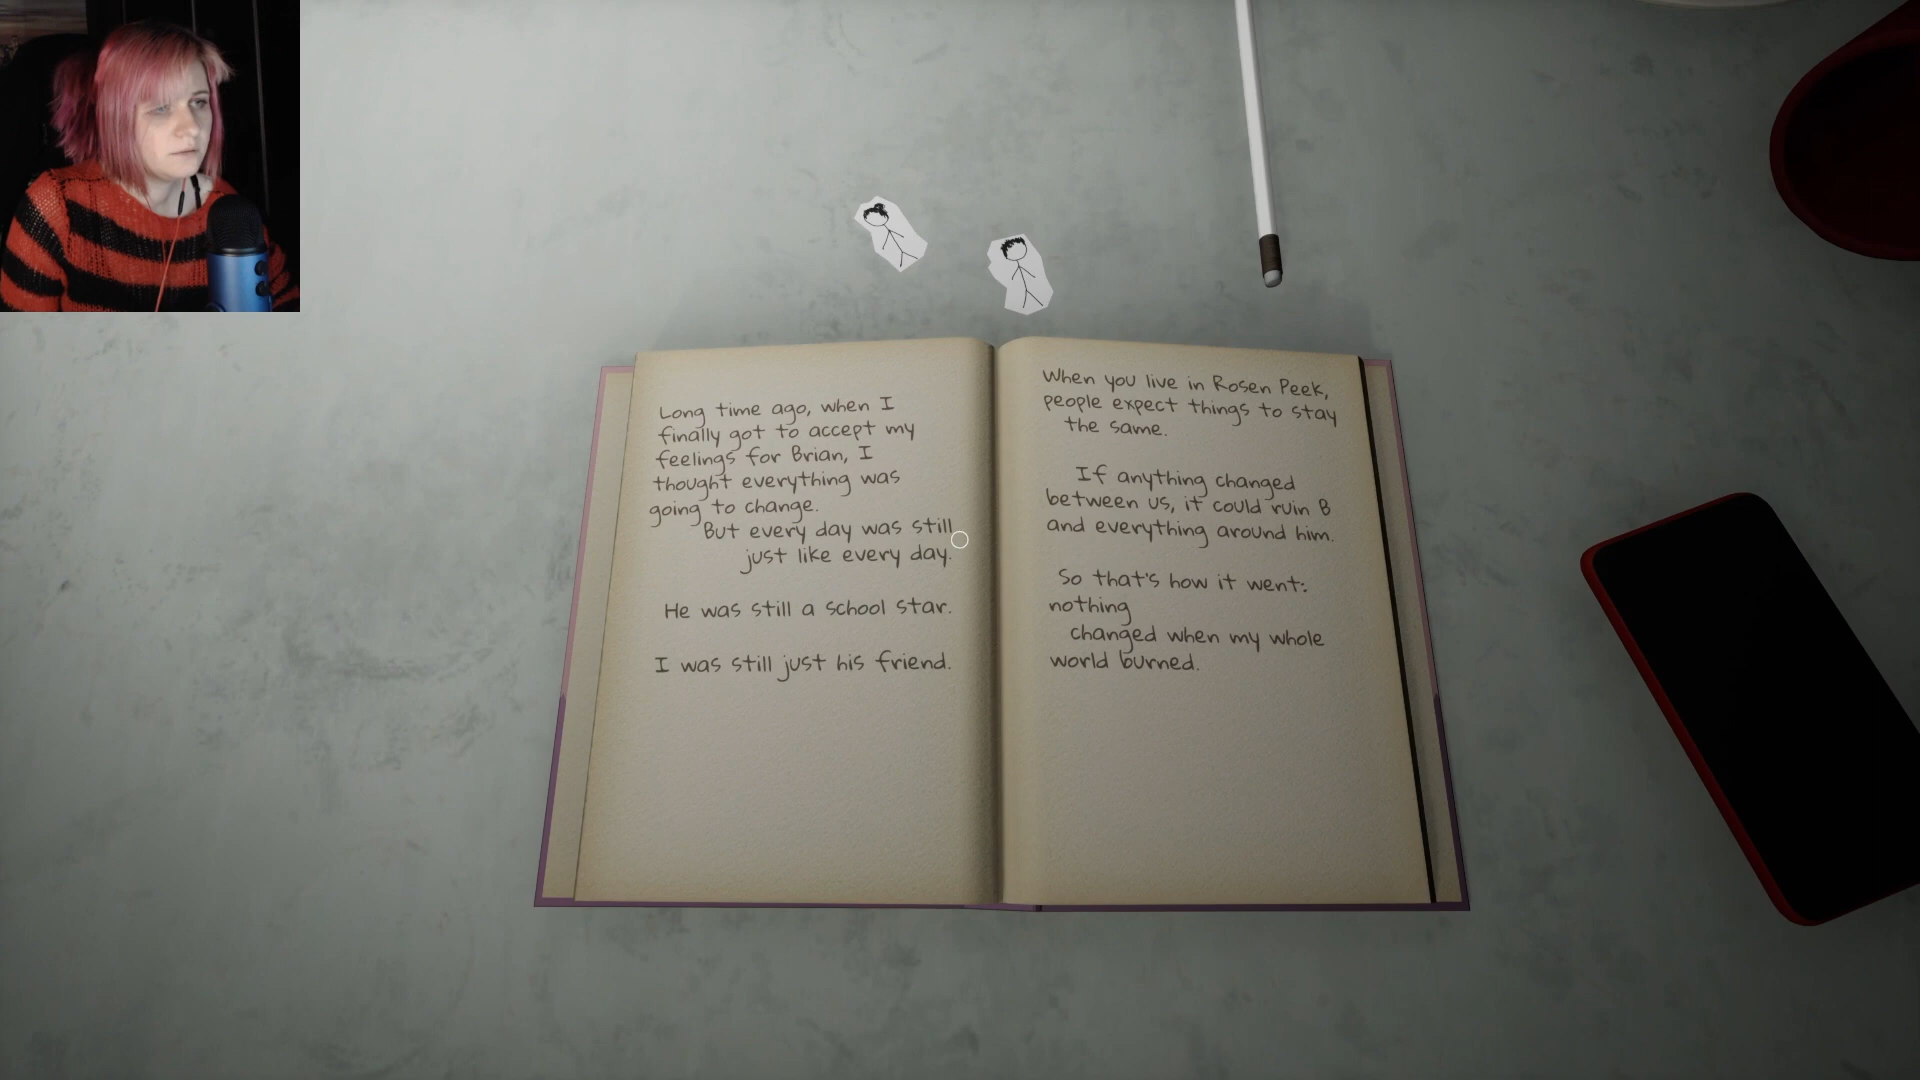 Long time ago, when I
finally got to accept my
feelings for Brian, I
thought everything was
going to change.
But every day was still
just like every day.
He was still a school star.
I was still just his friend.
When you live in Rosen Peek,
people expect things to stay
the same.
If anything changed
between us, it could ruin B
and everything around him.
So that's how it went:
nothing
changed when my whole
world burned.